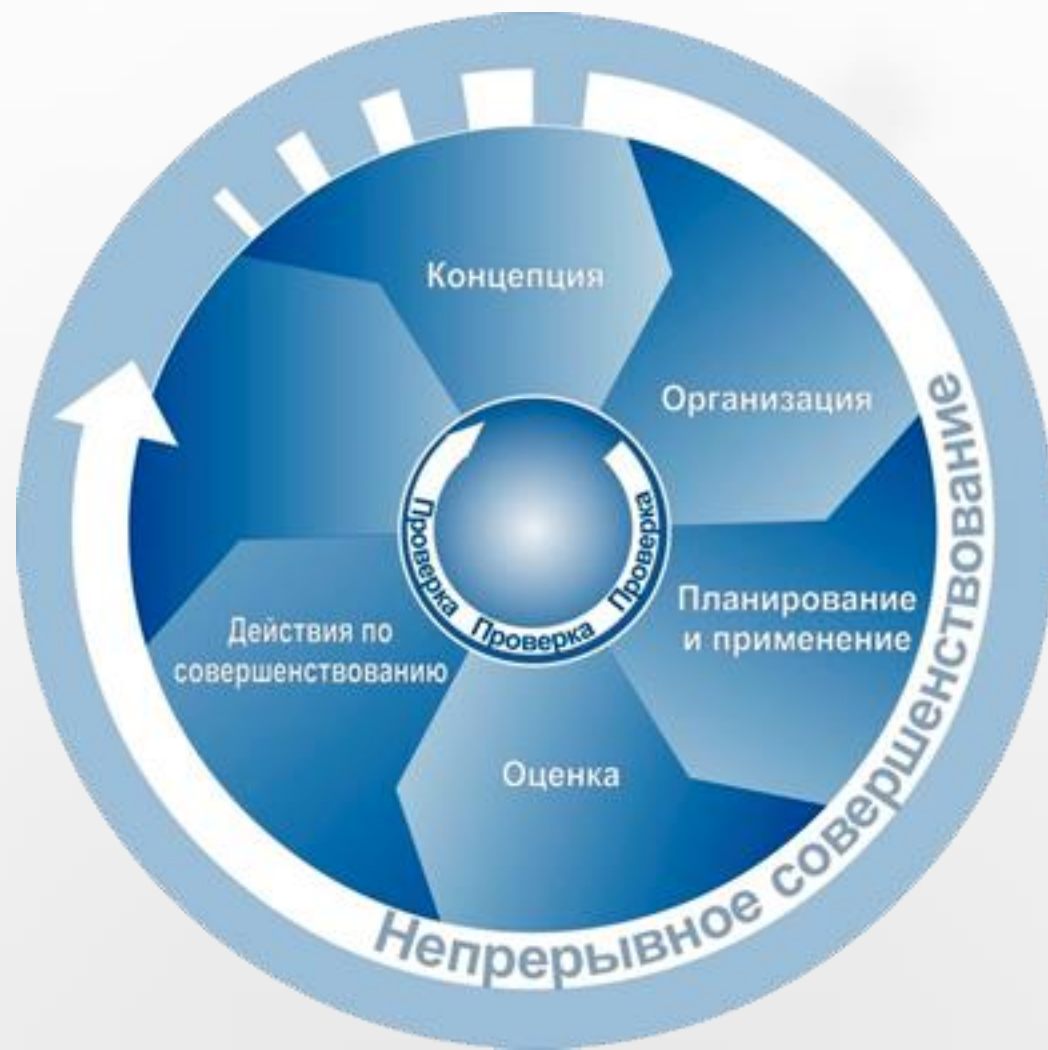 Концепция
Организация
Планирование
и применение
Оценка
Действия по
совершенствованию
Проверка
Проверка
Проверка
Непрерывное совершенствование